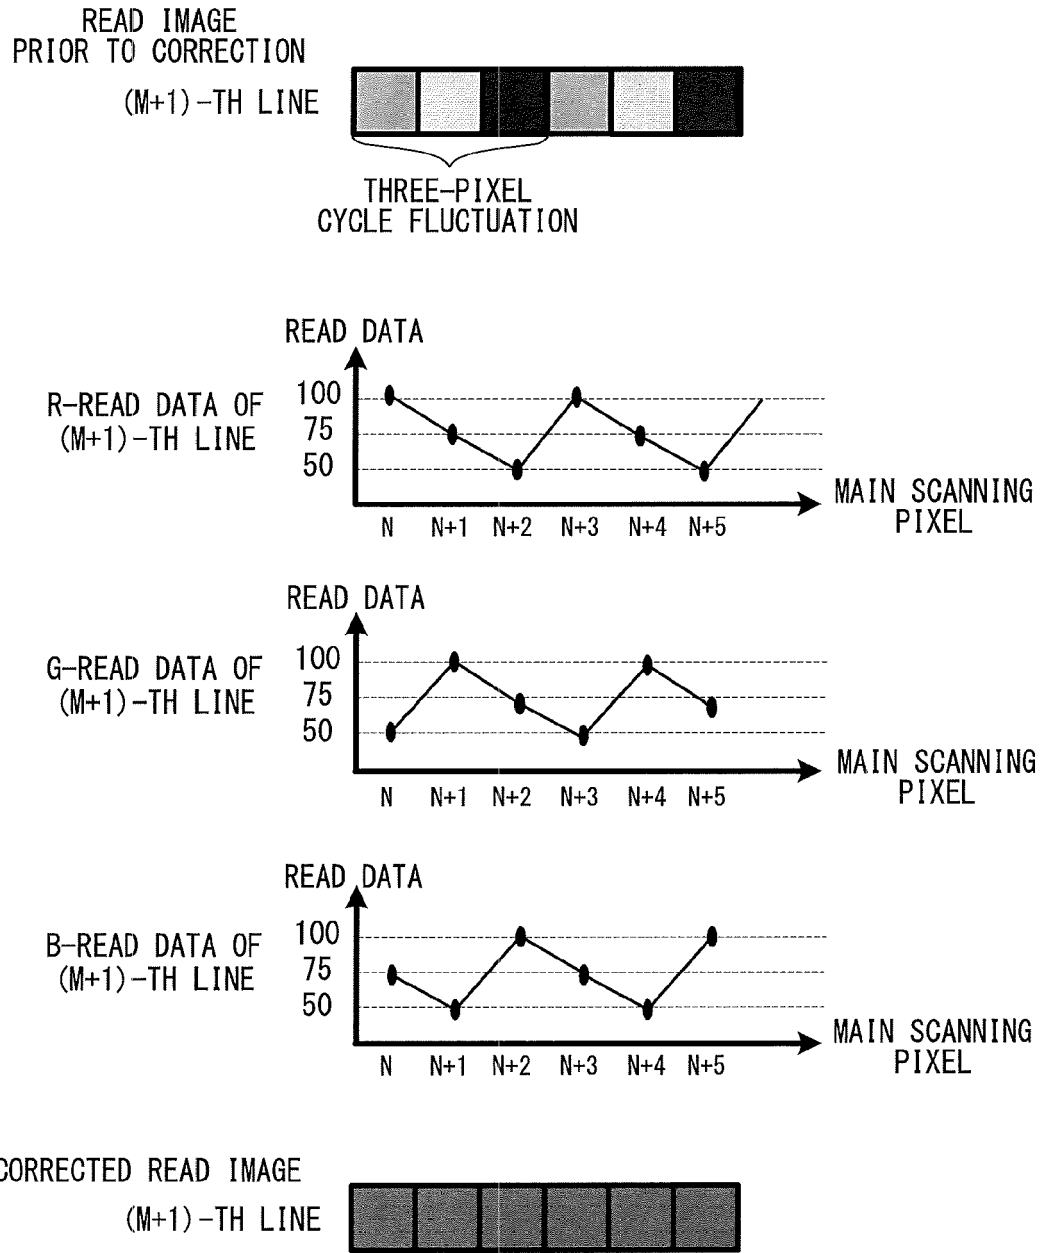 READ IMAGE
PRIOR TO CORRECTION
(M+1)-TH LINE
THREE-PIXEL
CYCLE FLUCTUATION
READ DATA
R-READ DATA OF
(M+1)-TH LINE
100
75
50
MAIN SCANNING
PIXEL
N N+1 N+2 N+3 N+4 N+5
READ DATA
G-READ DATA OF
(M+1)-TH LINE
100
75
50
MAIN SCANNING
PIXEL
N N+1 N+2 N+3 N+4 N+5
READ DATA
B-READ DATA OF
(M+1)-TH LINE
100
75
50
MAIN SCANNING
PIXEL
N N+1 N+2 N+3 N+4 N+5
CORRECTED READ IMAGE
(M+1)-TH LINE